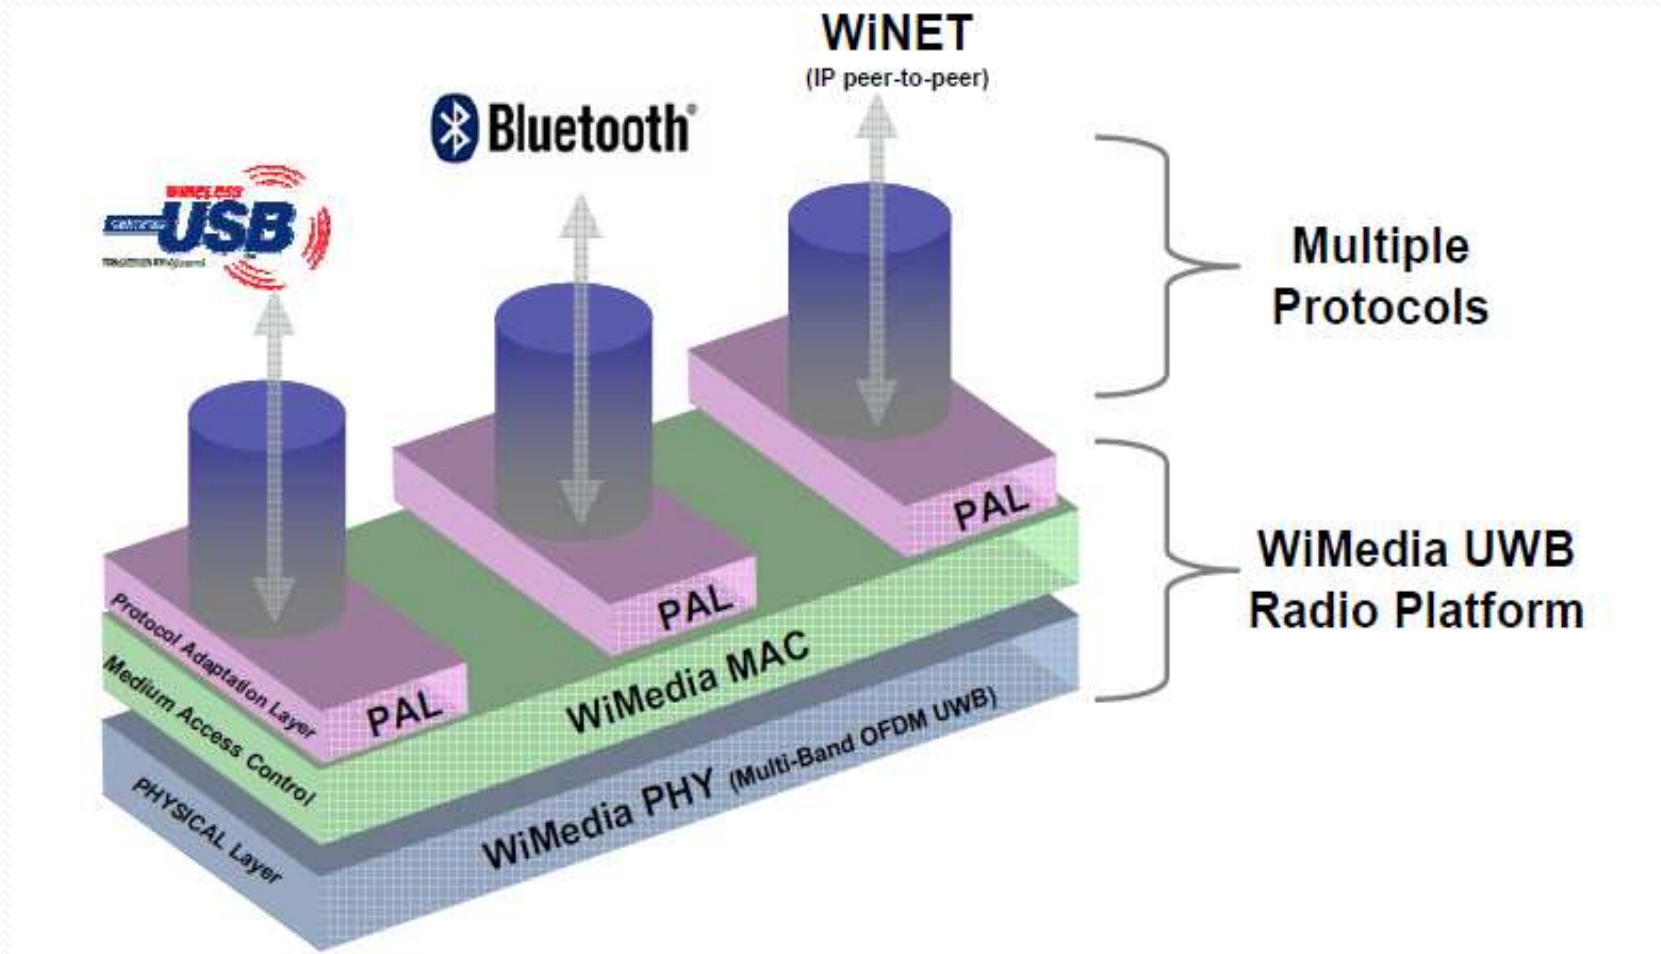 WiNET
(IP peer-to-peer)
Bluetooth®
WIRELESS
CERTIFIED
USB
Multiple
Protocols
PAL
PAL
PAL
Protocol Adaptation Layer
Medium Access Control
PHYSICAL Layer
WiMedia MAC
WiMedia PHY (Multi-Band OFDM UWB)
WiMedia UWB
Radio Platform